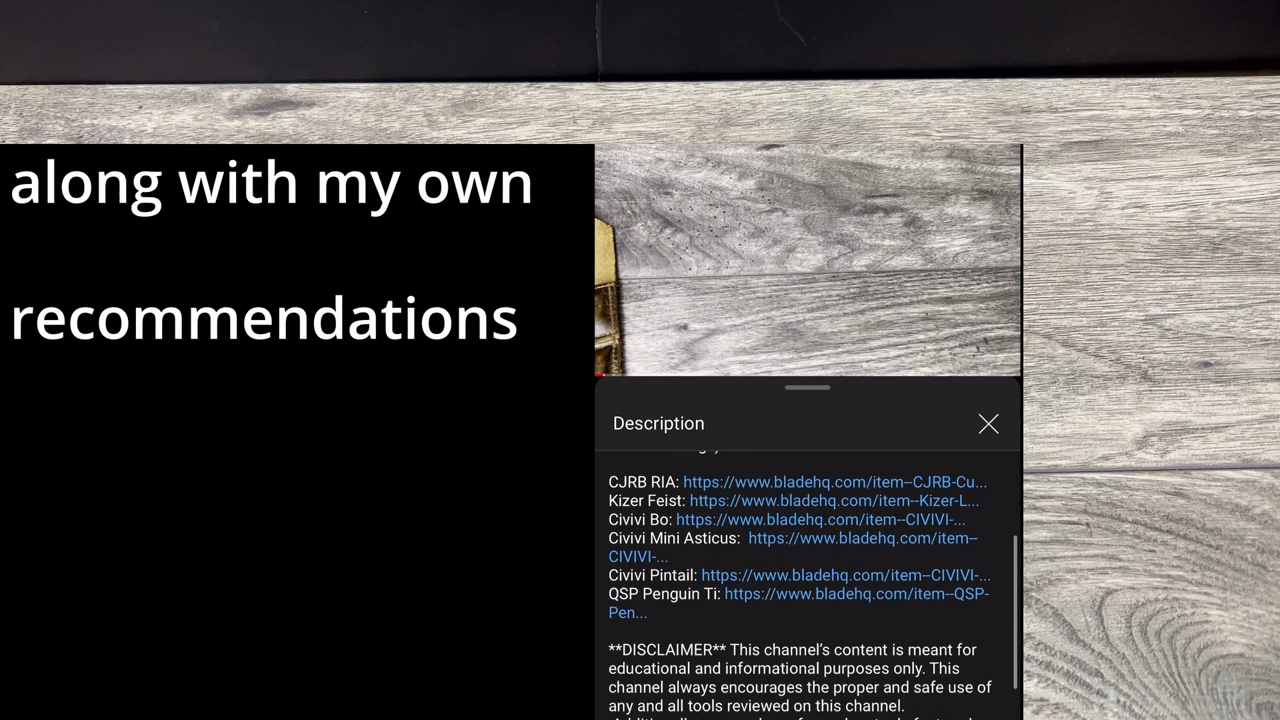 along with my own
recommendations
Description
CJRB RIA: https://www.bladehq.com/item--CJRB-Cu...
Kizer Feist: https://www.bladehq.com/item--Kizer-L...
Civivi Bo: https://www.bladehq.com/item--CIVIVI-...
Civivi Mini Asticus:  https://www.bladehq.com/item--
CIVIVI-...
Civivi Pintail: https://www.bladehq.com/item--CIVIVI-...
QSP Penguin Ti: https://www.bladehq.com/item--QSP-
Pen...
**DISCLAIMER** This channel’s content is meant for
educational and informational purposes only. This
channel always encourages the proper and safe use of
any and all tools reviewed on this channel.